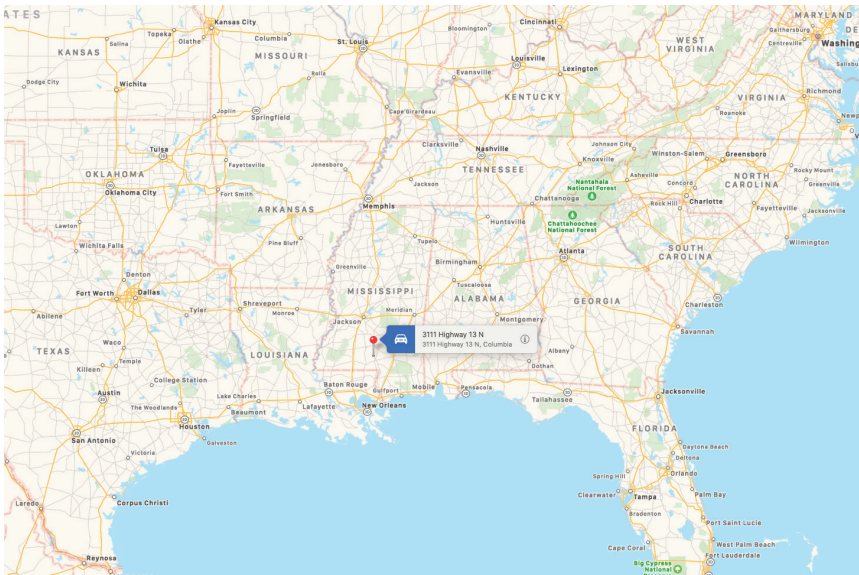 ATES
Kansas City
Topeka
Olathe
Salina
Columbia
St. Louis
Bloomington
Cincinnati
MARYLAND
Gaithersburg
DE
Washing
Centreville
Salisbu
KANSAS
MISSOURI
WEST
VIRGINIA
Louisville
Lexington
Evansville
Rolla
Dodge City
Wichita
KENTUCKY
VIRGINIA
Richmond
Newp
V
Roanoke
Joplin
Springfield
Cape Girardeau
Tulsa
Clarksville
Nashville
Johnson City
Knoxville
Winston-Salem
Greensboro
Rocky Mount
Greenville
Fayetteville
Jonesboro
TENNESSEE
Asheville
NORTH
CAROLINA
OKLAHOMA
Oklahoma City
Fort Smith
Jackson
Nantahala
National Forest
Concord
Charlotte
Rock Hill
Fayetteville
Jacksonville
ARKANSAS
Memphis
Chattanooga
Chattahoochee
National Forest
Huntsville
Lawton
Wichita Falls
Pine Bluff
Tupelo
Atlanta
SOUTH
CAROLINA
Wilmington
Denton
Fort Worth
Dallas
Greenville
Birmingham
Tuscaloosa
MISSISSIPPI
ALABAMA
GEORGIA
Charleston
Abilene
Tyler
Shreveport
Monroe
Jackson
Meridian
Montgomery
Savannah
3111 Highway 13 N
3111 Highway 13 N, Columbia
TEXAS
Waco
Temple
Killeen
LOUISIANA
Albany
Dothan
College Station
Austin
The Woodlands
Lake Charles
Beaumont
Baton Rouge
Lafayette
Gulfport
New Orleans
Mobile
Pensacola
Tallahassee
Jacksonville
Houston
San Antonio
Galveston
Victoria
FLORIDA
Daytona Beach
Deltona
Orlando
Spring Hill
Clearwater
Tampa
Palm Bay
Bradenton
Laredo
Corpus Christi
Port Saint Lucie
West Palm Beach
Cape Coral
Fort Lauderdale
Reynosa
Big Cypress
National